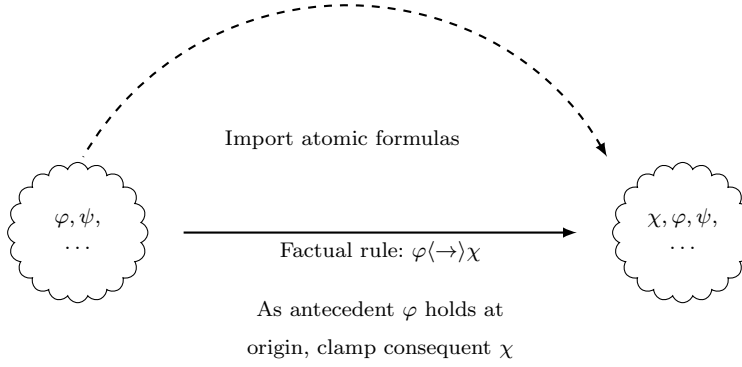 Import atomic formulas
φ, ψ,
· · ·
χ, φ, ψ,
· · ·
Factual rule: φ⟨→⟩χ
As antecedent φ holds at
origin, clamp consequent χ